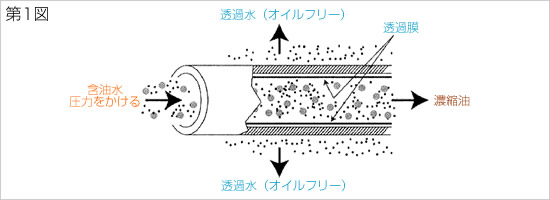 第1図
透過水（オイルフリー）
透過膜
含油水
圧力をかける
濃縮油
透過水（オイルフリー）